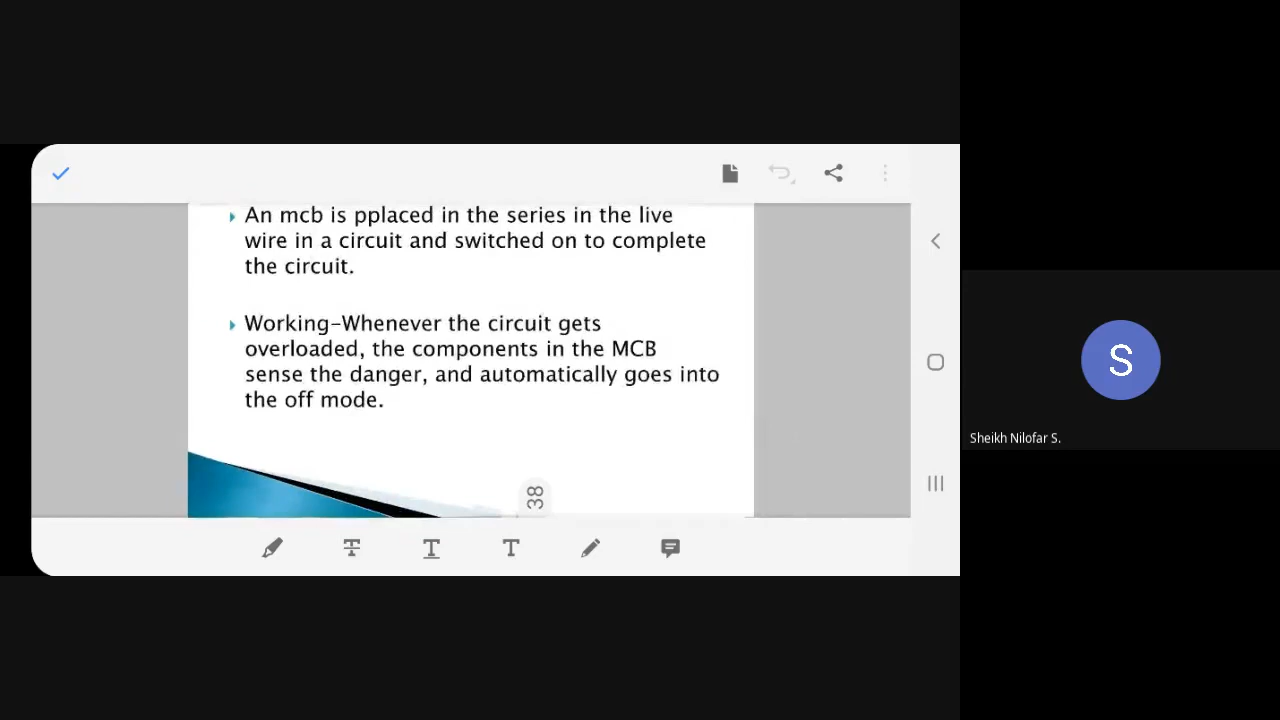 An mcb is pplaced in the series in the live
wire in a circuit and switched on to complete
the circuit.
Working-Whenever the circuit gets
overloaded, the components in the MCB
sense the danger, and automatically goes into
the off mode.
38
S
Sheikh Nilofar S.